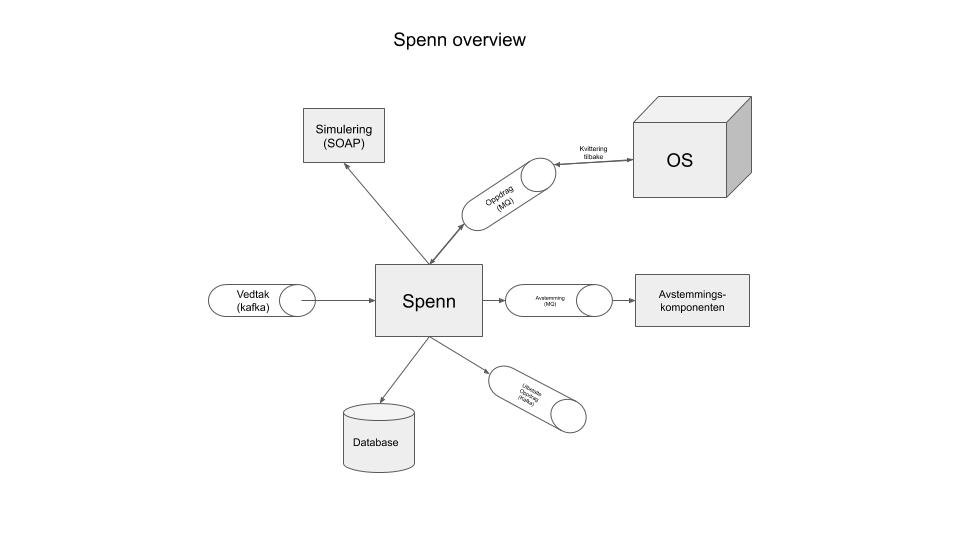 Spenn overview
Simulering
(SOAP)
Kvittering
tilbake
OS
Oppdrag
(MQ)
Vedtak
(kafka)
Spenn
Avstemming
(MQ)
Avstemmings-
komponenten
Utbetalte
Oppdrag
(Kafka)
Database